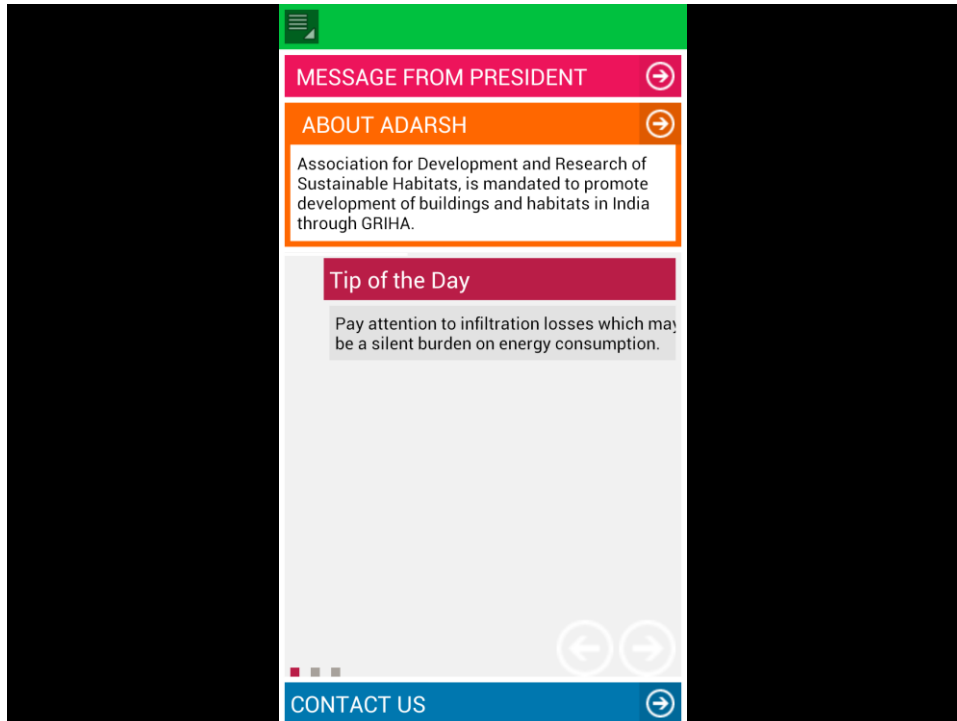 MESSAGE FROM PRESIDENT
ABOUT ADARSH
Association for Development and Research of
Sustainable Habitats, is mandated to promote
development of buildings and habitats in India
through GRIHA.
Tip of the Day
Pay attention to infiltration losses which may
be a silent burden on energy consumption.
CONTACT US